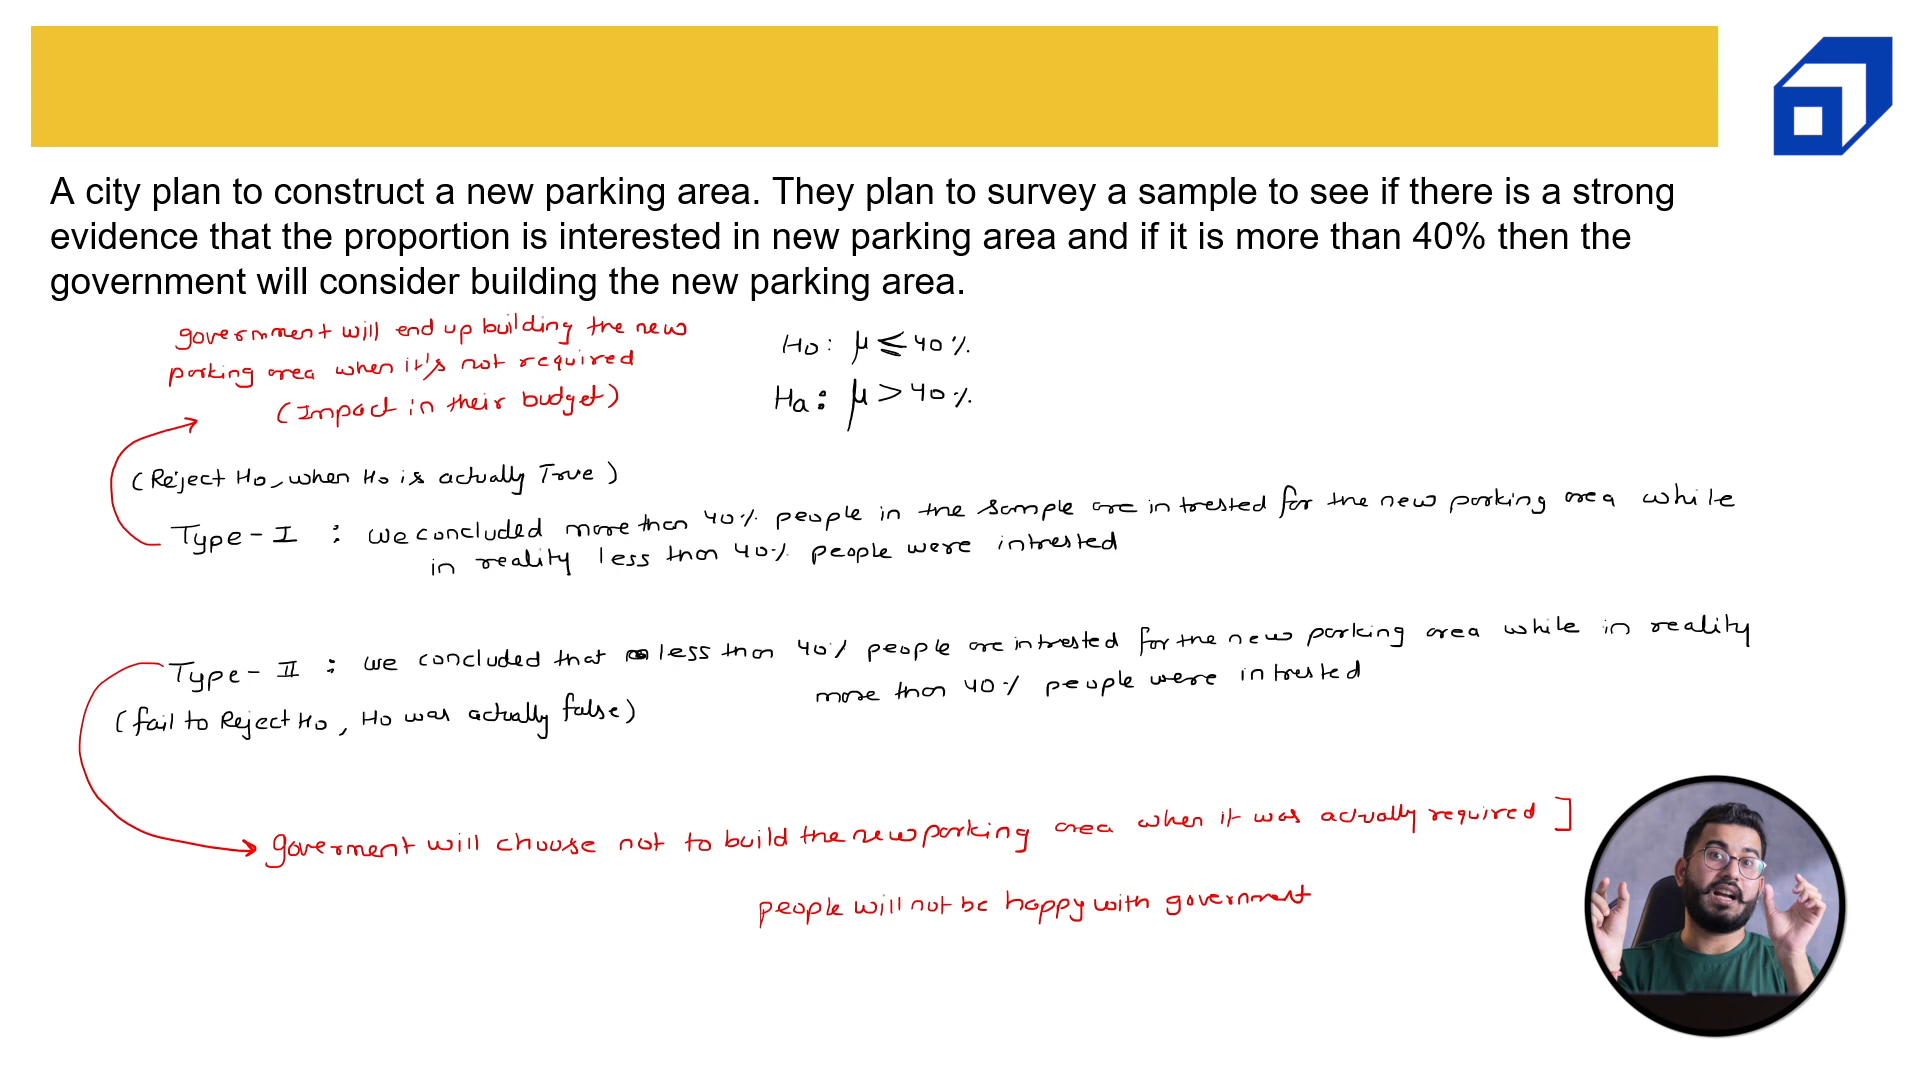 A city plan to construct a new parking area. They plan to survey a sample to see if there is a strong
evidence that the proportion is interested in new parking area and if it is more than 40% then the
government will consider building the new parking area.
government will end up building the new
parking area when it's not required
(Impact in their budget)
Ho: μ ≤ 40%
Ha: μ > 40%
(Reject Ho, when Ho is actually True)
Type-I : we concluded more than 40% people in the sample are intrested for the new parking area while
in reality less than 40% people were intrested
Type-II : we concluded that less than 40% people are intrested for the new parking area while in reality
more than 40% people were intrested
(fail to Reject Ho, Ho was actually false)
goverment will choose not to build the new parking area when it was actually required ]
people will not be happy with government